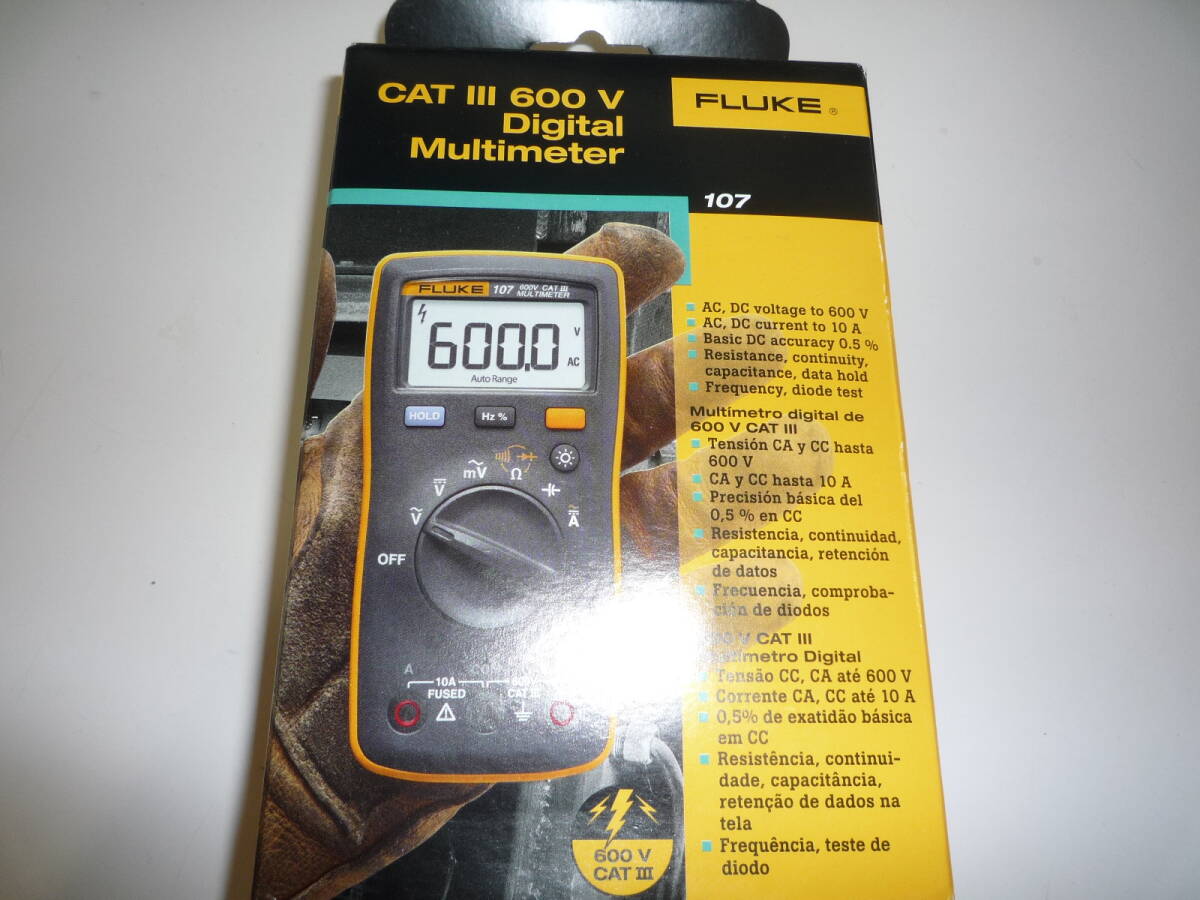 CAT III 600 V
Digital
Multimeter
FLUKE ®
107
FLUKE 107 600V CAT III
MULTIMETER
600.0 V
AC
Auto Range
HOLD
Hz %
mV
Ω
V
V
A
OFF
A
10A
FUSED
CAT III
600 V
CAT III
AC, DC voltage to 600 V
AC, DC current to 10 A
Basic DC accuracy 0.5 %
Resistance, continuity,
capacitance, data hold
Frequency, diode test
Multímetro digital de
600 V CAT III
Tensión CA y CC hasta
600 V
CA y CC hasta 10 A
Precisión básica del
0,5 % en CC
Resistencia, continuidad,
capacitancia, retención
de datos
Frecuencia, comproba-
ción de diodos
V CAT III
Digital
Tensão CC, CA até 600 V
Corrente CA, CC até 10 A
0,5% de exatidão básica
em CC
Resistência, continui-
dade, capacitância,
retenção de dados na
tela
Frequência, teste de
diodo